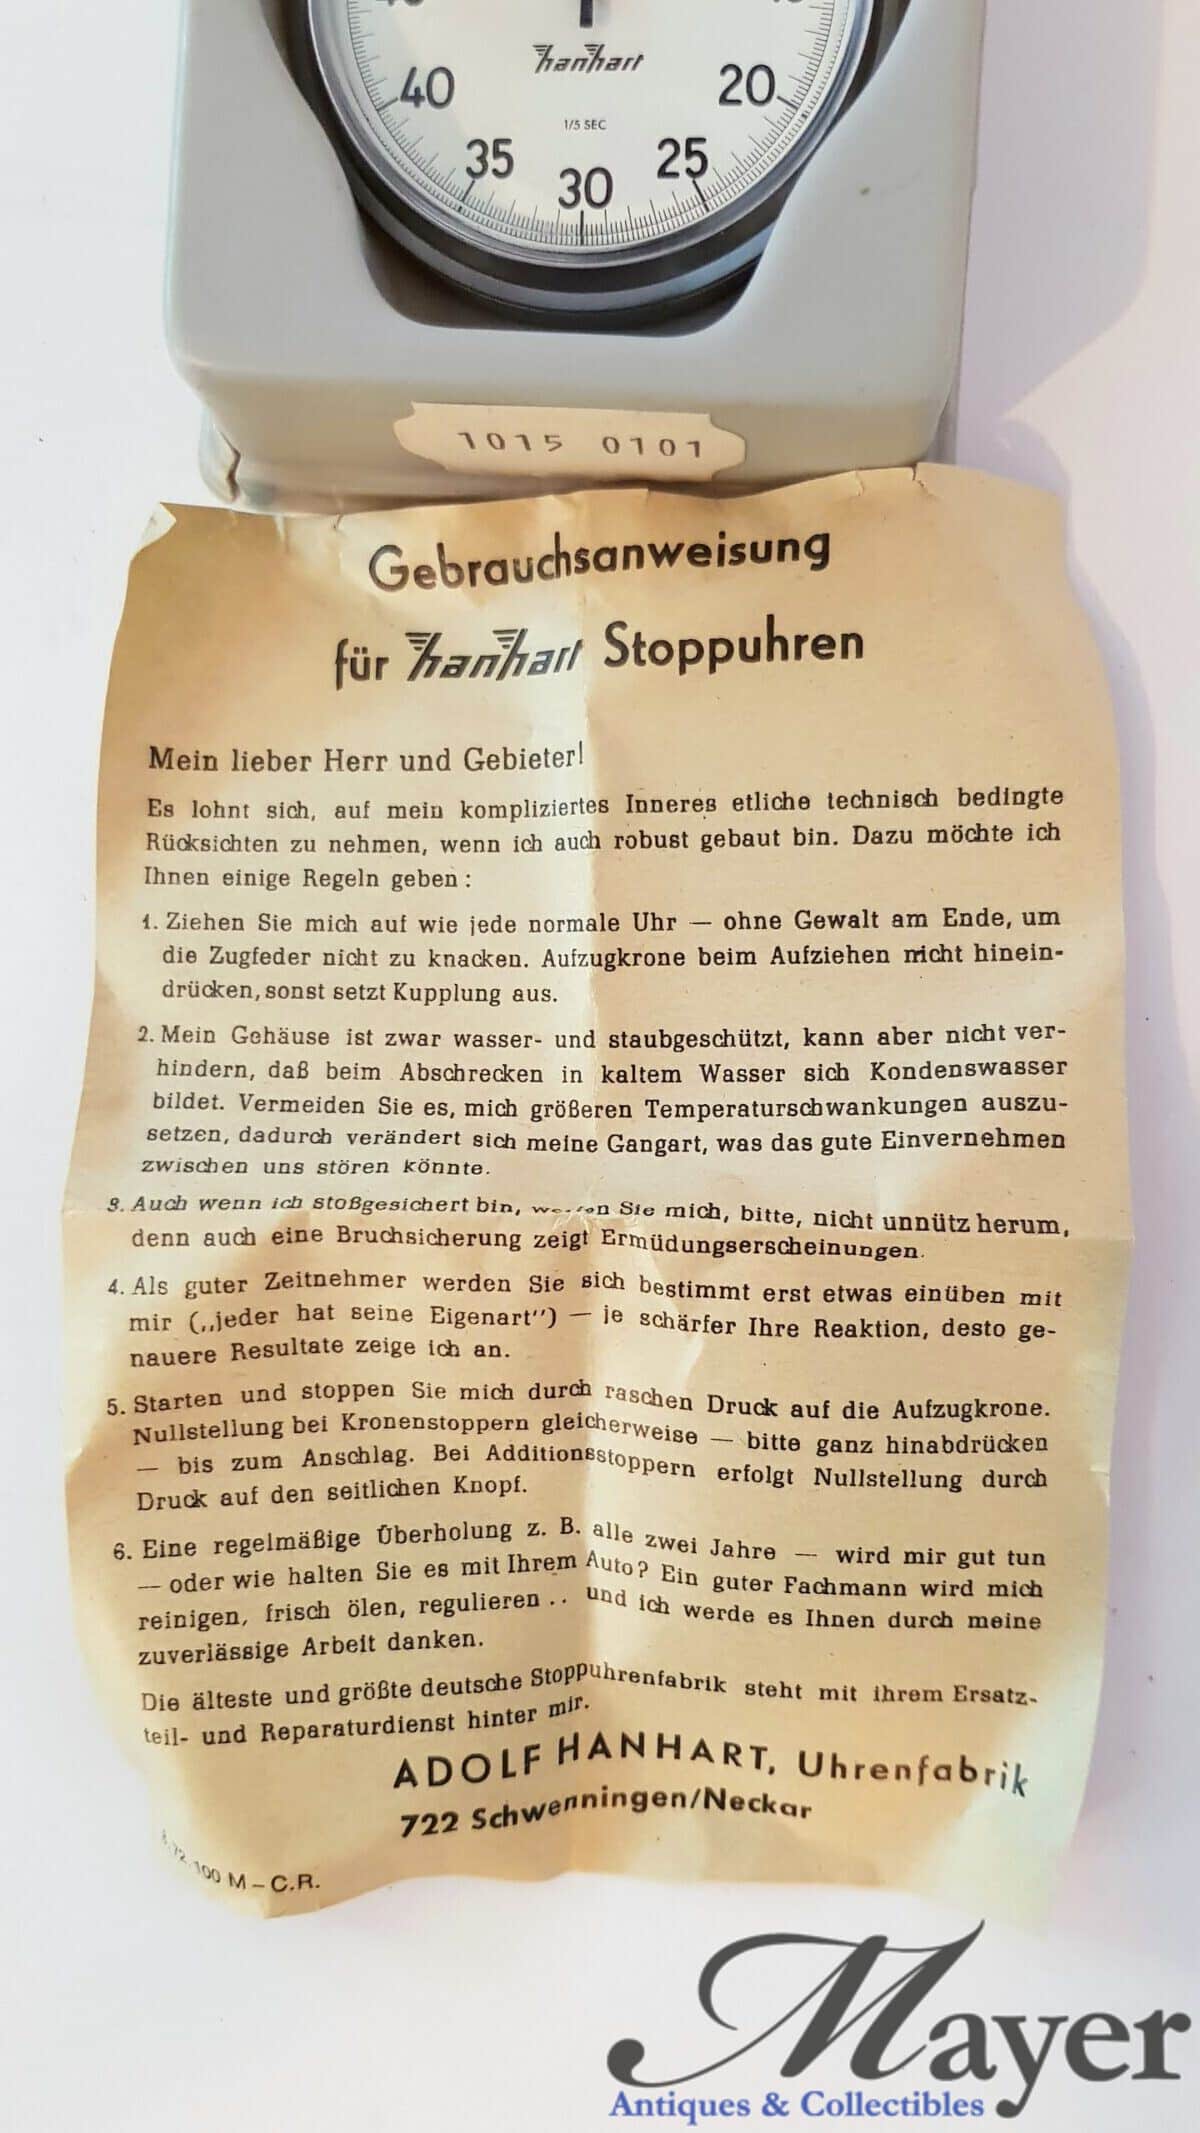 40
hanhart
20
1/5 SEC
35
25
30
1015 0101
Gebrauchsanweisung
für hanhart Stoppuhren
Mein lieber Herr und Gebieter!
Es lohnt sich, auf mein kompliziertes Inneres etliche technisch bedingte
Rücksichten zu nehmen, wenn ich auch robust gebaut bin. Dazu möchte ich
Ihnen einige Regeln geben:
1. Ziehen Sie mich auf wie jede normale Uhr — ohne Gewalt am Ende, um
die Zugfeder nicht zu knacken. Aufzugkrone beim Aufziehen nicht hinein-
drücken, sonst setzt Kupplung aus.
2. Mein Gehäuse ist zwar wasser- und staubgeschützt, kann aber nicht ver-
hindern, daß beim Abschrecken in kaltem Wasser sich Kondenswasser
bildet. Vermeiden Sie es, mich größeren Temperaturschwankungen auszu-
setzen, dadurch verändert sich meine Gangart, was das gute Einvernehmen
zwischen uns stören könnte.
3. Auch wenn ich stoßgesichert bin, Sie mich, bitte, nicht unnütz herum,
denn auch eine Bruchsicherung zeigt Ermüdungserscheinungen.
4. Als guter Zeitnehmer werden Sie sich bestimmt erst etwas einüben mit
mir („jeder hat seine Eigenart") — je schärfer Ihre Reaktion, desto ge-
nauere Resultate zeige ich an.
5. Starten und stoppen Sie mich durch raschen Druck auf die Aufzugkrone.
Nullstellung bei Kronenstoppern gleicherweise — bitte ganz hinabdrücken
— bis zum Anschlag. Bei Additionsstoppern erfolgt Nullstellung durch
Druck auf den seitlichen Knopf.
6. Eine regelmäßige Überholung z. B. alle zwei Jahre — wird mir gut tun
— oder wie halten Sie es mit Ihrem Auto? Ein guter Fachmann wird mich
reinigen, frisch ölen, regulieren .. und ich werde es Ihnen durch meine
zuverlässige Arbeit danken.
Die älteste und größte deutsche Stoppuhrenfabrik steht mit ihrem Ersatz-
teil- und Reparaturdienst hinter mir.
ADOLF HANHART, Uhrenfabrik
722 Schwenningen/Neckar
72 100 M – C.R.
Mayer
Antiques & Collectibles